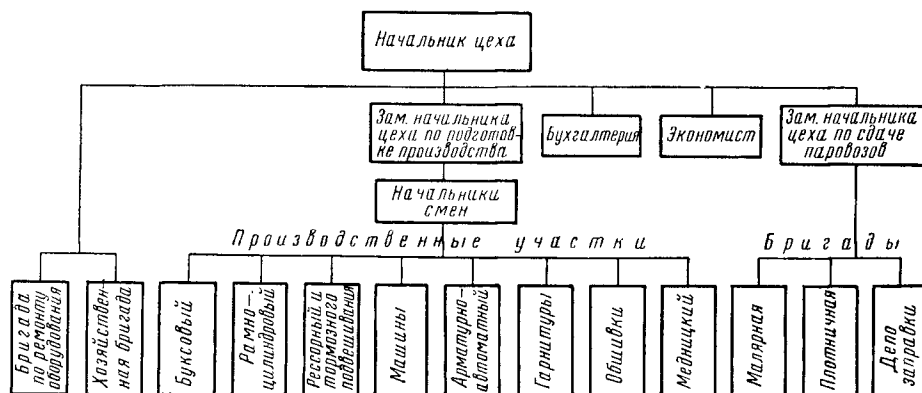 Начальник цеха
Зам. начальника
цеха по подготов-
ке производства
Бухгалтерия
Экономист
Зам. начальника
цеха по сдаче
паровозов
Начальники
смен
Производственные участки
Бригады
Бригада
по ремонту
оборудования
Хозяйствен-
ная бригада
Буксовый
Рамно-
цилиндровый
Рессорный и
тормозного
подвешивания
Машины
Арматурно-
автоматный
Гарнитуры
Обшивки
Медницкий
Малярная
Плотничная
Депо
заправки